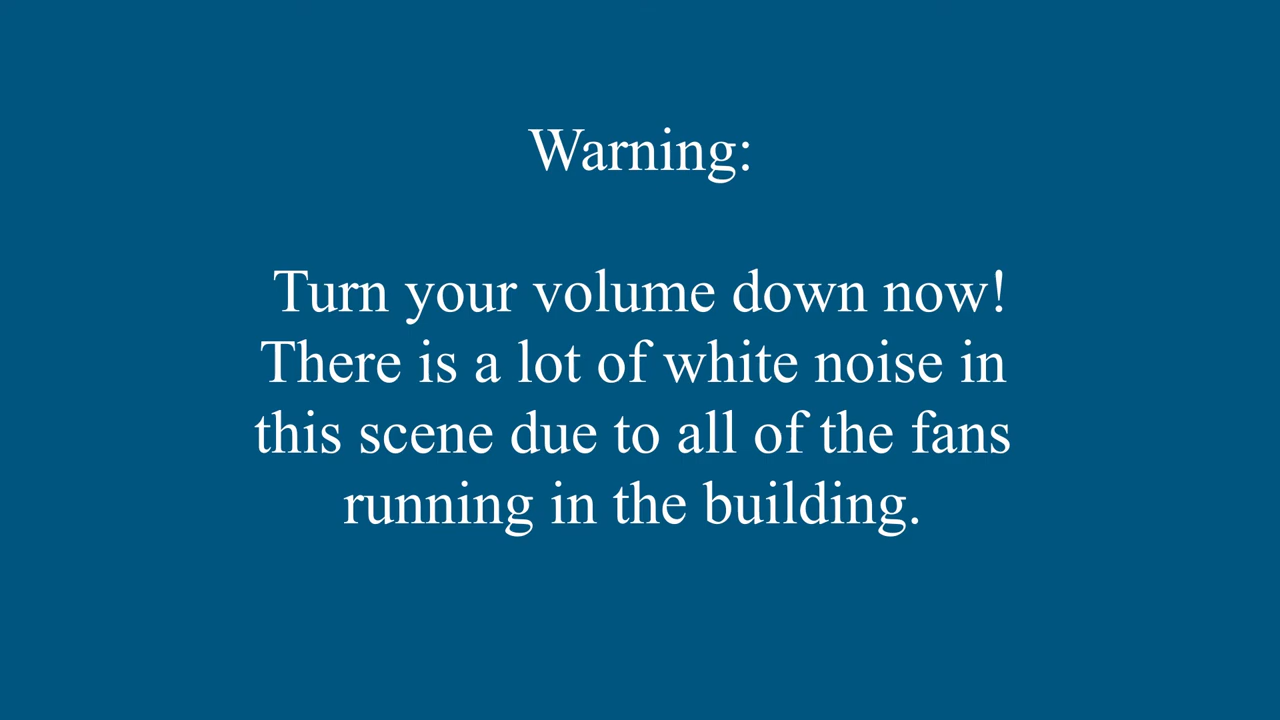 Warning:
Turn your volume down now!
There is a lot of white noise in
this scene due to all of the fans
running in the building.